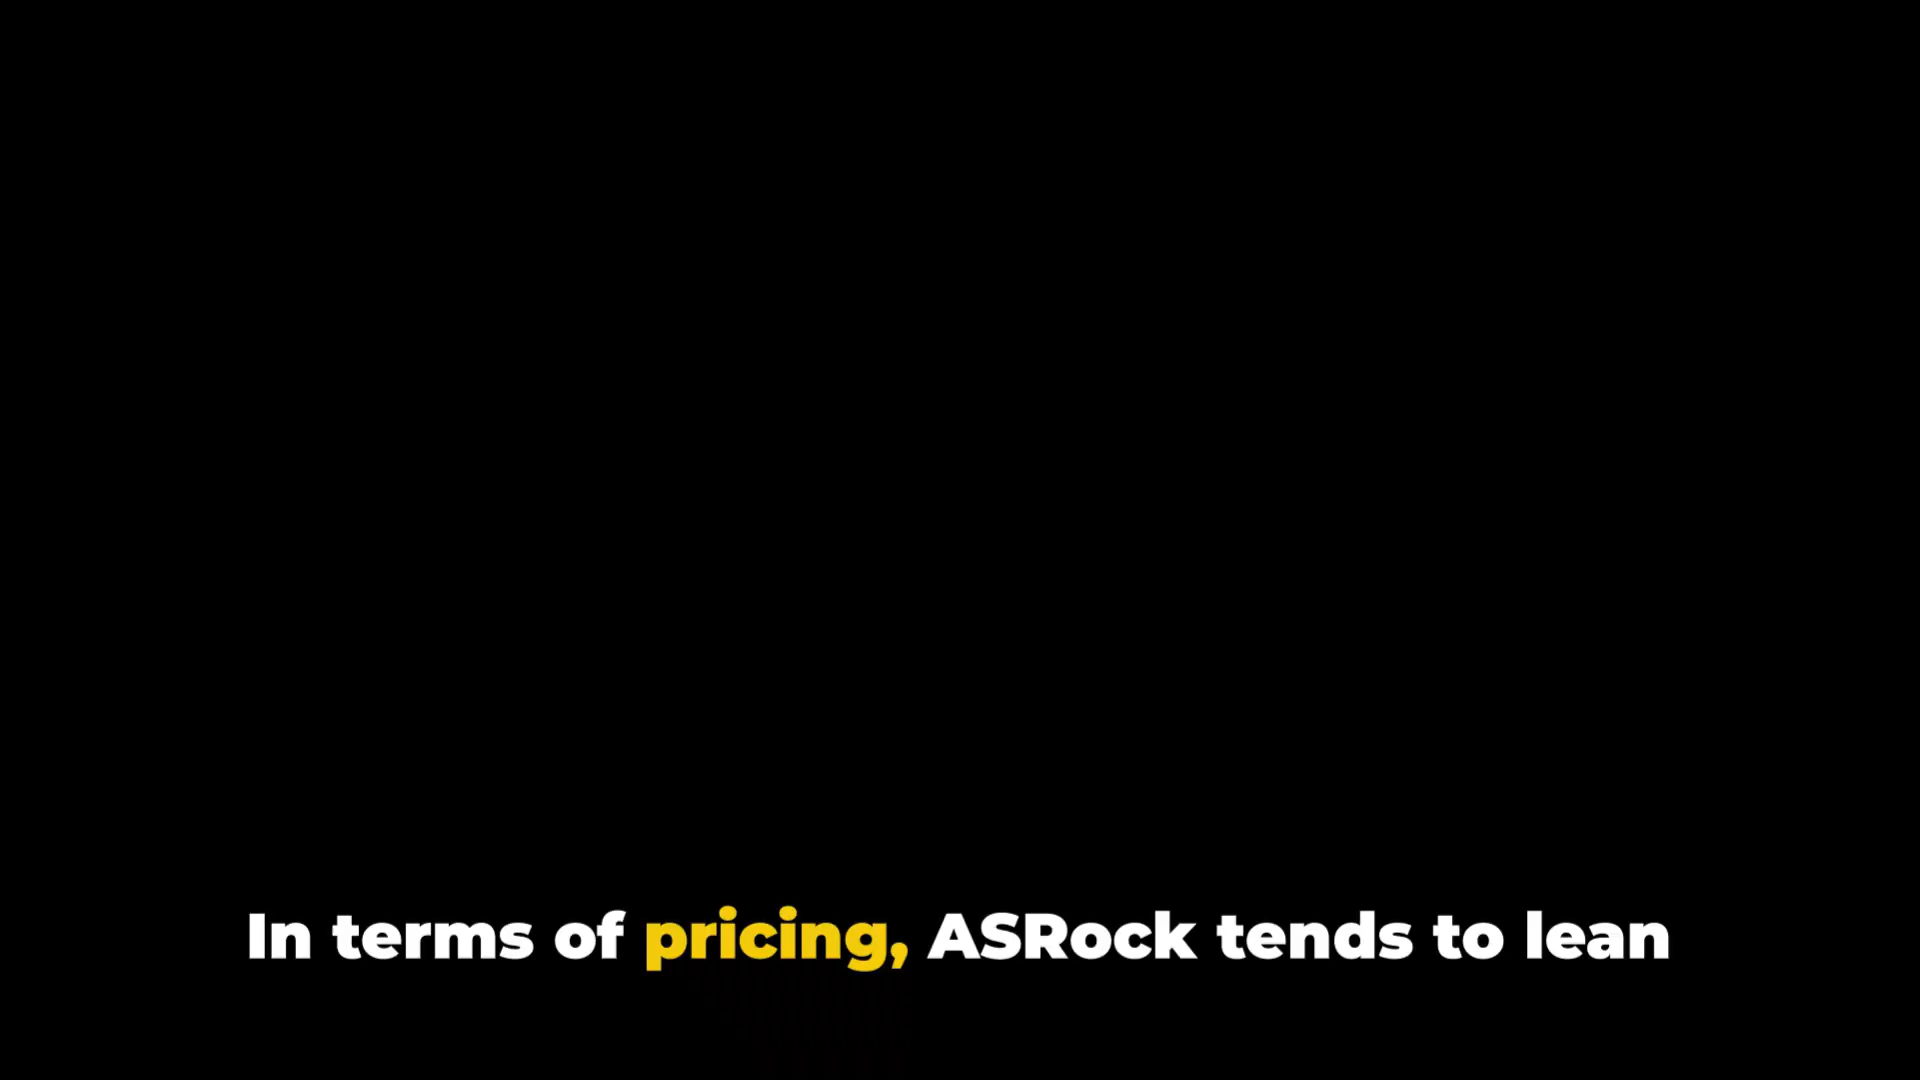 In terms of pricing, ASRock tends to lean